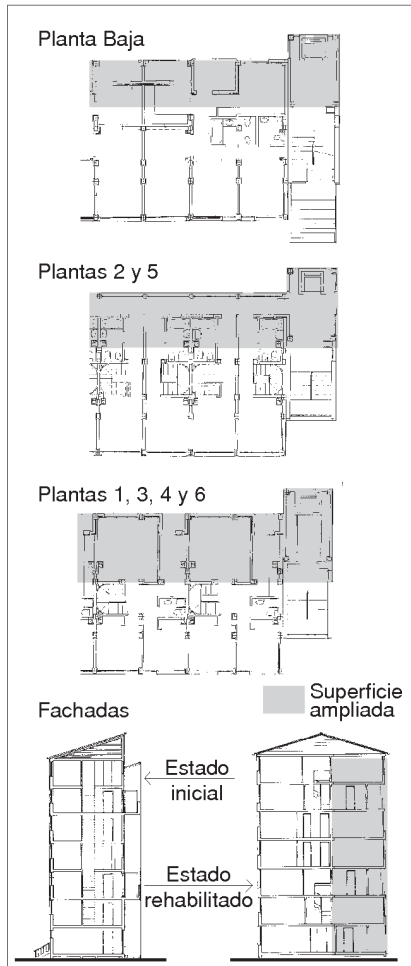 Planta Baja
Plantas 2 y 5
Plantas 1, 3, 4 y 6
Superficie
ampliada
Fachadas
Estado
inicial
Estado
rehabilitado